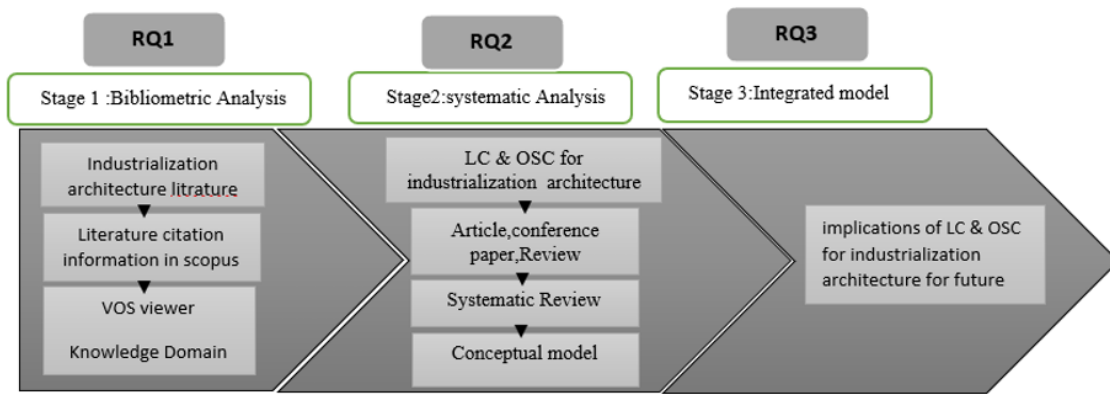 RQ1
RQ2
RQ3
Stage 1 :Bibliometric Analysis
Stage2:systematic Analysis
Stage 3:Integrated model
Industrialization
architecture litrature
Literature citation
information in scopus
VOS viewer
Knowledge Domain
LC & OSC for
industrialization architecture
Article,conference
paper,Review
Systematic Review
Conceptual model
implications of LC & OSC
for industrialization
architecture for future